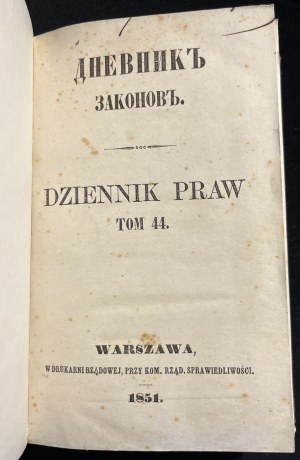 ДНЕВНИКЪ
ЗАКОНОВЪ.
DZIENNIK PRAW
TOM 44.
WARSZAWA,
W DRUKARNI RZĄDOWEJ, PRZY KOM. RZĄD. SPRAWIEDLIWOŚCI.
1851.